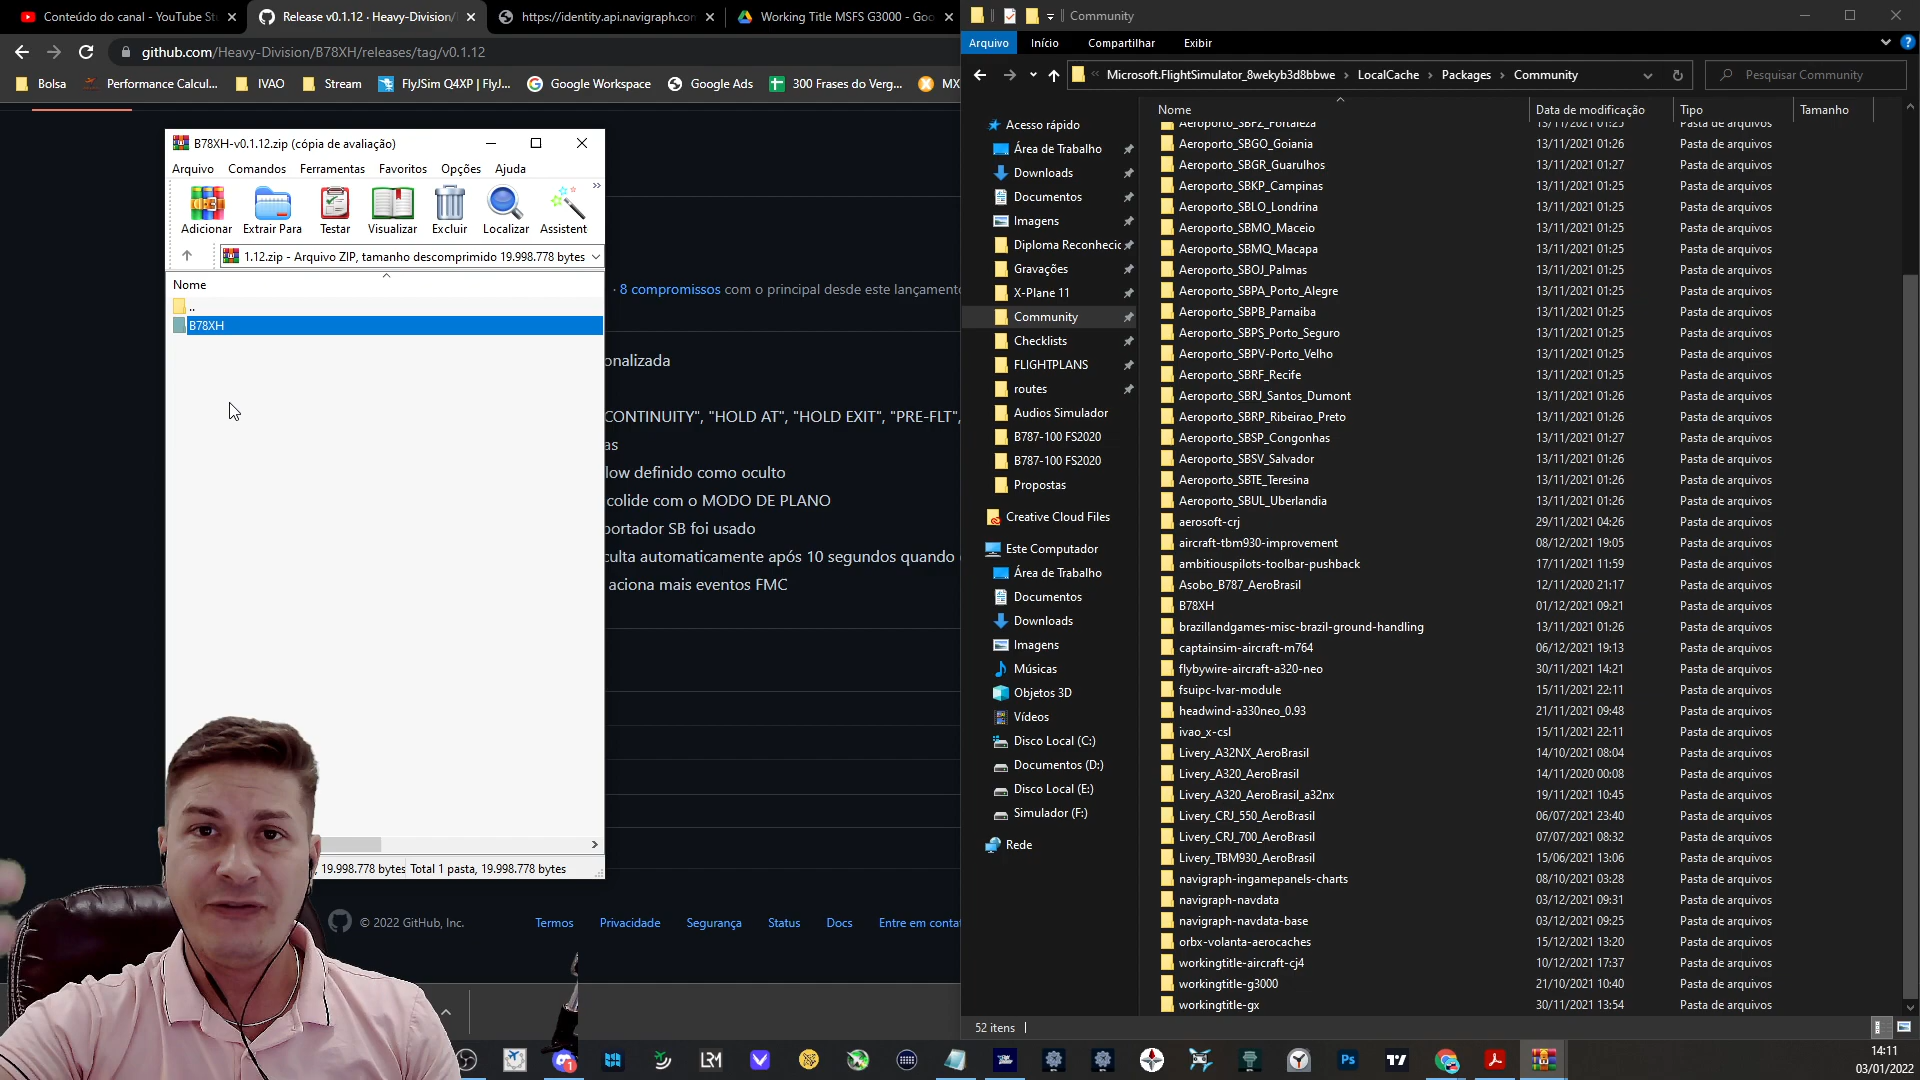 Conteúdo do canal - YouTube St
Release v0.1.12 · Heavy-Division/
https://identity.api.navigraph.com
Working Title MSFS G3000 - Goo
github.com/Heavy-Division/B78XH/releases/tag/v0.1.12
Bolsa
Performance Calcul...
IVAO
Stream
FlyJSim Q4XP | FlyJ...
Google Workspace
Google Ads
300 Frases do Verg...
MX
B78XH-v0.1.12.zip (cópia de avaliação)
Arquivo Comandos Ferramentas Favoritos Opções Ajuda
Adicionar Extrair Para Testar Visualizar Excluir Localizar Assistent
1.12.zip - Arquivo ZIP, tamanho descomprimido 19.998.778 bytes
Nome
..
B78XH
, 19.998.778 bytes Total 1 pasta, 19.998.778 bytes
8 compromissos com o principal desde este lançamento
onalizada
CONTINUITY", "HOLD AT", "HOLD EXIT", "PRE-FLT",
as
low definido como oculto
colide com o MODO DE PLANO
portador SB foi usado
culta automaticamente após 10 segundos quando
aciona mais eventos FMC
© 2022 GitHub, Inc.
Termos Privacidade Segurança Status Docs Entre em conta
Community
Arquivo Início Compartilhar Exibir
Microsoft.FlightSimulator_8wekyb3d8bbwe > LocalCache > Packages > Community
Pesquisar Community
Acesso rápido
Área de Trabalho
Downloads
Documentos
Imagens
Diploma Reconhecic
Gravações
X-Plane 11
Community
Checklists
FLIGHTPLANS
routes
Audios Simulador
B787-100 FS2020
B787-100 FS2020
Propostas
Creative Cloud Files
Este Computador
Área de Trabalho
Documentos
Downloads
Imagens
Músicas
Objetos 3D
Vídeos
Disco Local (C:)
Documentos (D:)
Disco Local (E:)
Simulador (F:)
Rede
Nome Data de modificação Tipo Tamanho
Aeroporto_SBFZ_Fortaleza 13/11/2021 01:25 Pasta de arquivos
Aeroporto_SBGO_Goiania 13/11/2021 01:26 Pasta de arquivos
Aeroporto_SBGR_Guarulhos 13/11/2021 01:27 Pasta de arquivos
Aeroporto_SBKP_Campinas 13/11/2021 01:25 Pasta de arquivos
Aeroporto_SBLO_Londrina 13/11/2021 01:26 Pasta de arquivos
Aeroporto_SBMO_Maceio 13/11/2021 01:25 Pasta de arquivos
Aeroporto_SBMQ_Macapa 13/11/2021 01:26 Pasta de arquivos
Aeroporto_SBOJ_Palmas 13/11/2021 01:25 Pasta de arquivos
Aeroporto_SBPA_Porto_Alegre 13/11/2021 01:25 Pasta de arquivos
Aeroporto_SBPB_Parnaiba 13/11/2021 01:25 Pasta de arquivos
Aeroporto_SBPS_Porto_Seguro 13/11/2021 01:25 Pasta de arquivos
Aeroporto_SBPV-Porto_Velho 13/11/2021 01:25 Pasta de arquivos
Aeroporto_SBRF_Recife 13/11/2021 01:25 Pasta de arquivos
Aeroporto_SBRJ_Santos_Dumont 13/11/2021 01:26 Pasta de arquivos
Aeroporto_SBRP_Ribeirao_Preto 13/11/2021 01:26 Pasta de arquivos
Aeroporto_SBSP_Congonhas 13/11/2021 01:27 Pasta de arquivos
Aeroporto_SBSV_Salvador 13/11/2021 01:26 Pasta de arquivos
Aeroporto_SBTE_Teresina 13/11/2021 01:26 Pasta de arquivos
Aeroporto_SBUL_Uberlandia 13/11/2021 01:26 Pasta de arquivos
aerosoft-crj 29/11/2021 04:26 Pasta de arquivos
aircraft-tbm930-improvement 08/12/2021 19:05 Pasta de arquivos
ambitiouspilots-toolbar-pushback 17/11/2021 11:59 Pasta de arquivos
Asobo_B787_AeroBrasil 12/11/2020 21:17 Pasta de arquivos
B78XH 01/12/2021 09:21 Pasta de arquivos
brazillandgames-misc-brazil-ground-handling 13/11/2021 01:26 Pasta de arquivos
captainsim-aircraft-m764 06/12/2021 19:13 Pasta de arquivos
flybywire-aircraft-a320-neo 30/11/2021 14:21 Pasta de arquivos
fsuipc-lvar-module 15/11/2021 22:11 Pasta de arquivos
headwind-a330neo_0.93 21/11/2021 09:48 Pasta de arquivos
ivao_x-csl 15/11/2021 22:11 Pasta de arquivos
Livery_A32NX_AeroBrasil 14/10/2021 08:04 Pasta de arquivos
Livery_A320_AeroBrasil 14/11/2020 00:08 Pasta de arquivos
Livery_A320_AeroBrasil_a32nx 19/11/2021 10:45 Pasta de arquivos
Livery_CRJ_550_AeroBrasil 06/07/2021 23:40 Pasta de arquivos
Livery_CRJ_700_AeroBrasil 07/07/2021 08:32 Pasta de arquivos
Livery_TBM930_AeroBrasil 15/06/2021 13:06 Pasta de arquivos
navigraph-ingamepanels-charts 08/10/2021 03:28 Pasta de arquivos
navigraph-navdata 03/12/2021 09:31 Pasta de arquivos
navigraph-navdata-base 03/12/2021 09:25 Pasta de arquivos
orbx-volanta-aerocaches 15/12/2021 13:20 Pasta de arquivos
workingtitle-aircraft-cj4 10/12/2021 17:37 Pasta de arquivos
workingtitle-g3000 21/10/2021 10:40 Pasta de arquivos
workingtitle-gx 30/11/2021 13:54 Pasta de arquivos
52 itens
1
LRM
Ps
14:11
03/01/2022